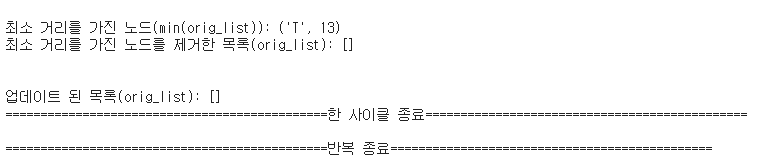 최소 거리를 가진 노드(min(orig_list)): ('T', 13)
최소 거리를 가진 노드를 제거한 목록(orig_list): []
업데이트 된 목록(orig_list): []
==============================================한 사이클 종료==============================================
==============================================반복 종료==============================================